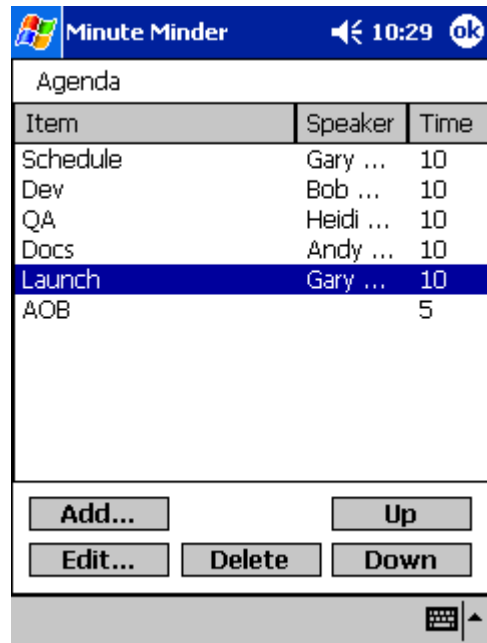 Minute Minder 10:29 ok
Agenda
Item Speaker Time
Schedule Gary ... 10
Dev Bob ... 10
QA Heidi ... 10
Docs Andy ... 10
Launch Gary ... 10
AOB 5
Add... Up
Edit... Delete Down